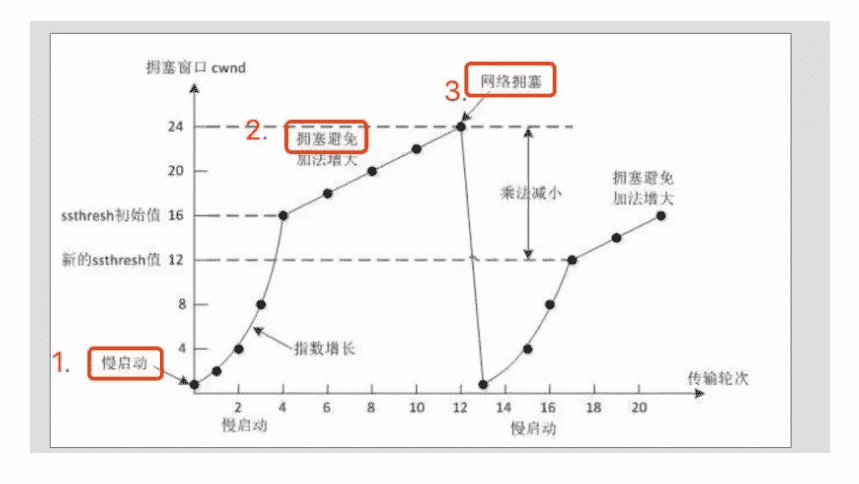 拥塞窗口 cwnd
3.
网络拥塞
24
2.
拥塞避免
加法增大
20
乘法减小
拥塞避免
加法增大
ssthresh初始值 16
新的ssthresh值 12
8
4
指数增长
1.
慢启动
传输轮次
2 4 6 8 10 12 14 16 18 20
慢启动
慢启动